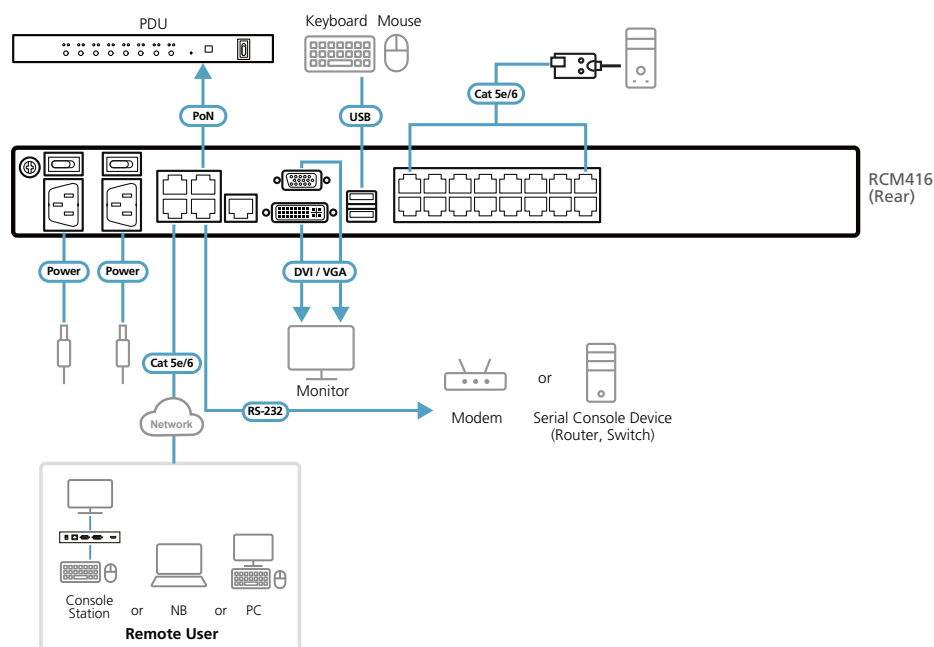 PDU
Keyboard Mouse
PoN
USB
Cat 5e/6
RCM416
(Rear)
Power
Power
DVI / VGA
Cat 5e/6
Monitor
Network
RS-232
Modem
or
Serial Console Device
(Router, Switch)
Console
Station
or
NB
or
PC
Remote User